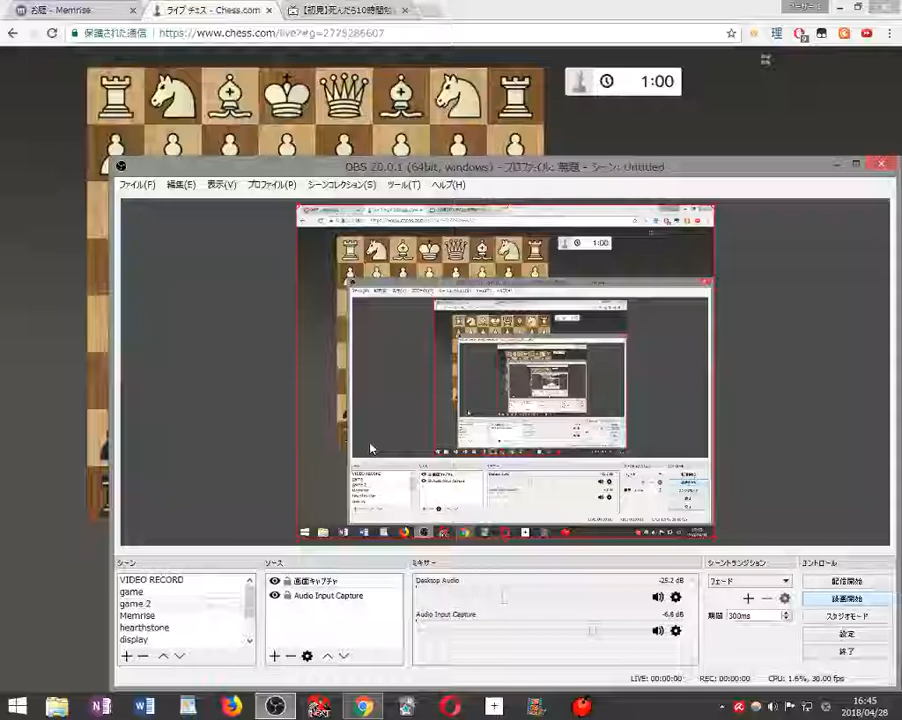 お庭 - Memrise
ライブ チェス - Chess.com
【初見】死んだら10時間勉
保護された通信
https://www.chess.com/live?#g=2775286607
1:00
OBS 20.0.1 (64bit, windows) - プロファイル: 無題 - シーン: Untitled
ファイル(F) 編集(E) 表示(V) プロファイル(P) シーンコレクション(S) ツール(T) ヘルプ(H)
1:00
シーン
ソース
ミキサー
シーントランジション
コントロール
VIDEO RECORD
game
game 2
Memrise
hearthstone
display
画面キャプチャ
Audio Input Capture
Desktop Audio
-25.2 dB
Audio Input Capture
-6.8 dB
フェード
期間 300ms
配信開始
録画開始
スタジオモード
設定
終了
LIVE: 00:00:00
REC: 00:00:00
CPU: 1.6%, 30.00 fps
16:45
2018/04/28